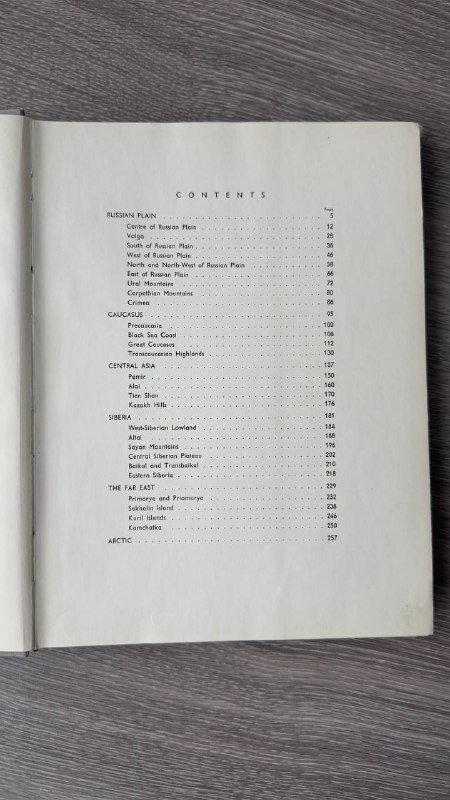 CONTENTS
Page
RUSSIAN PLAIN 5
Centre of Russian Plain 12
Volga 28
South of Russian Plain 36
West of Russian Plain 46
North and North-West of Russian Plain 58
East of Russian Plain 66
Ural Mountains 72
Carpathian Mountains 80
Crimea 86
CAUCASUS 95
Precaucasia 100
Black Sea Coast 106
Great Caucasus 112
Transcaucasian Highlands 130
CENTRAL ASIA 137
Pamir 150
Alai 160
Tien Shan 170
Kazakh Hills 176
SIBERIA 181
West-Siberian Lowland 184
Altai 188
Sayan Mountains 196
Central Siberian Plateau 202
Baikal and Transbaikal 210
Eastern Siberia 218
THE FAR EAST 229
Primorye and Priamurye 232
Sakhalin Island 238
Kuril Islands 246
Kamchatka 250
ARCTIC 257